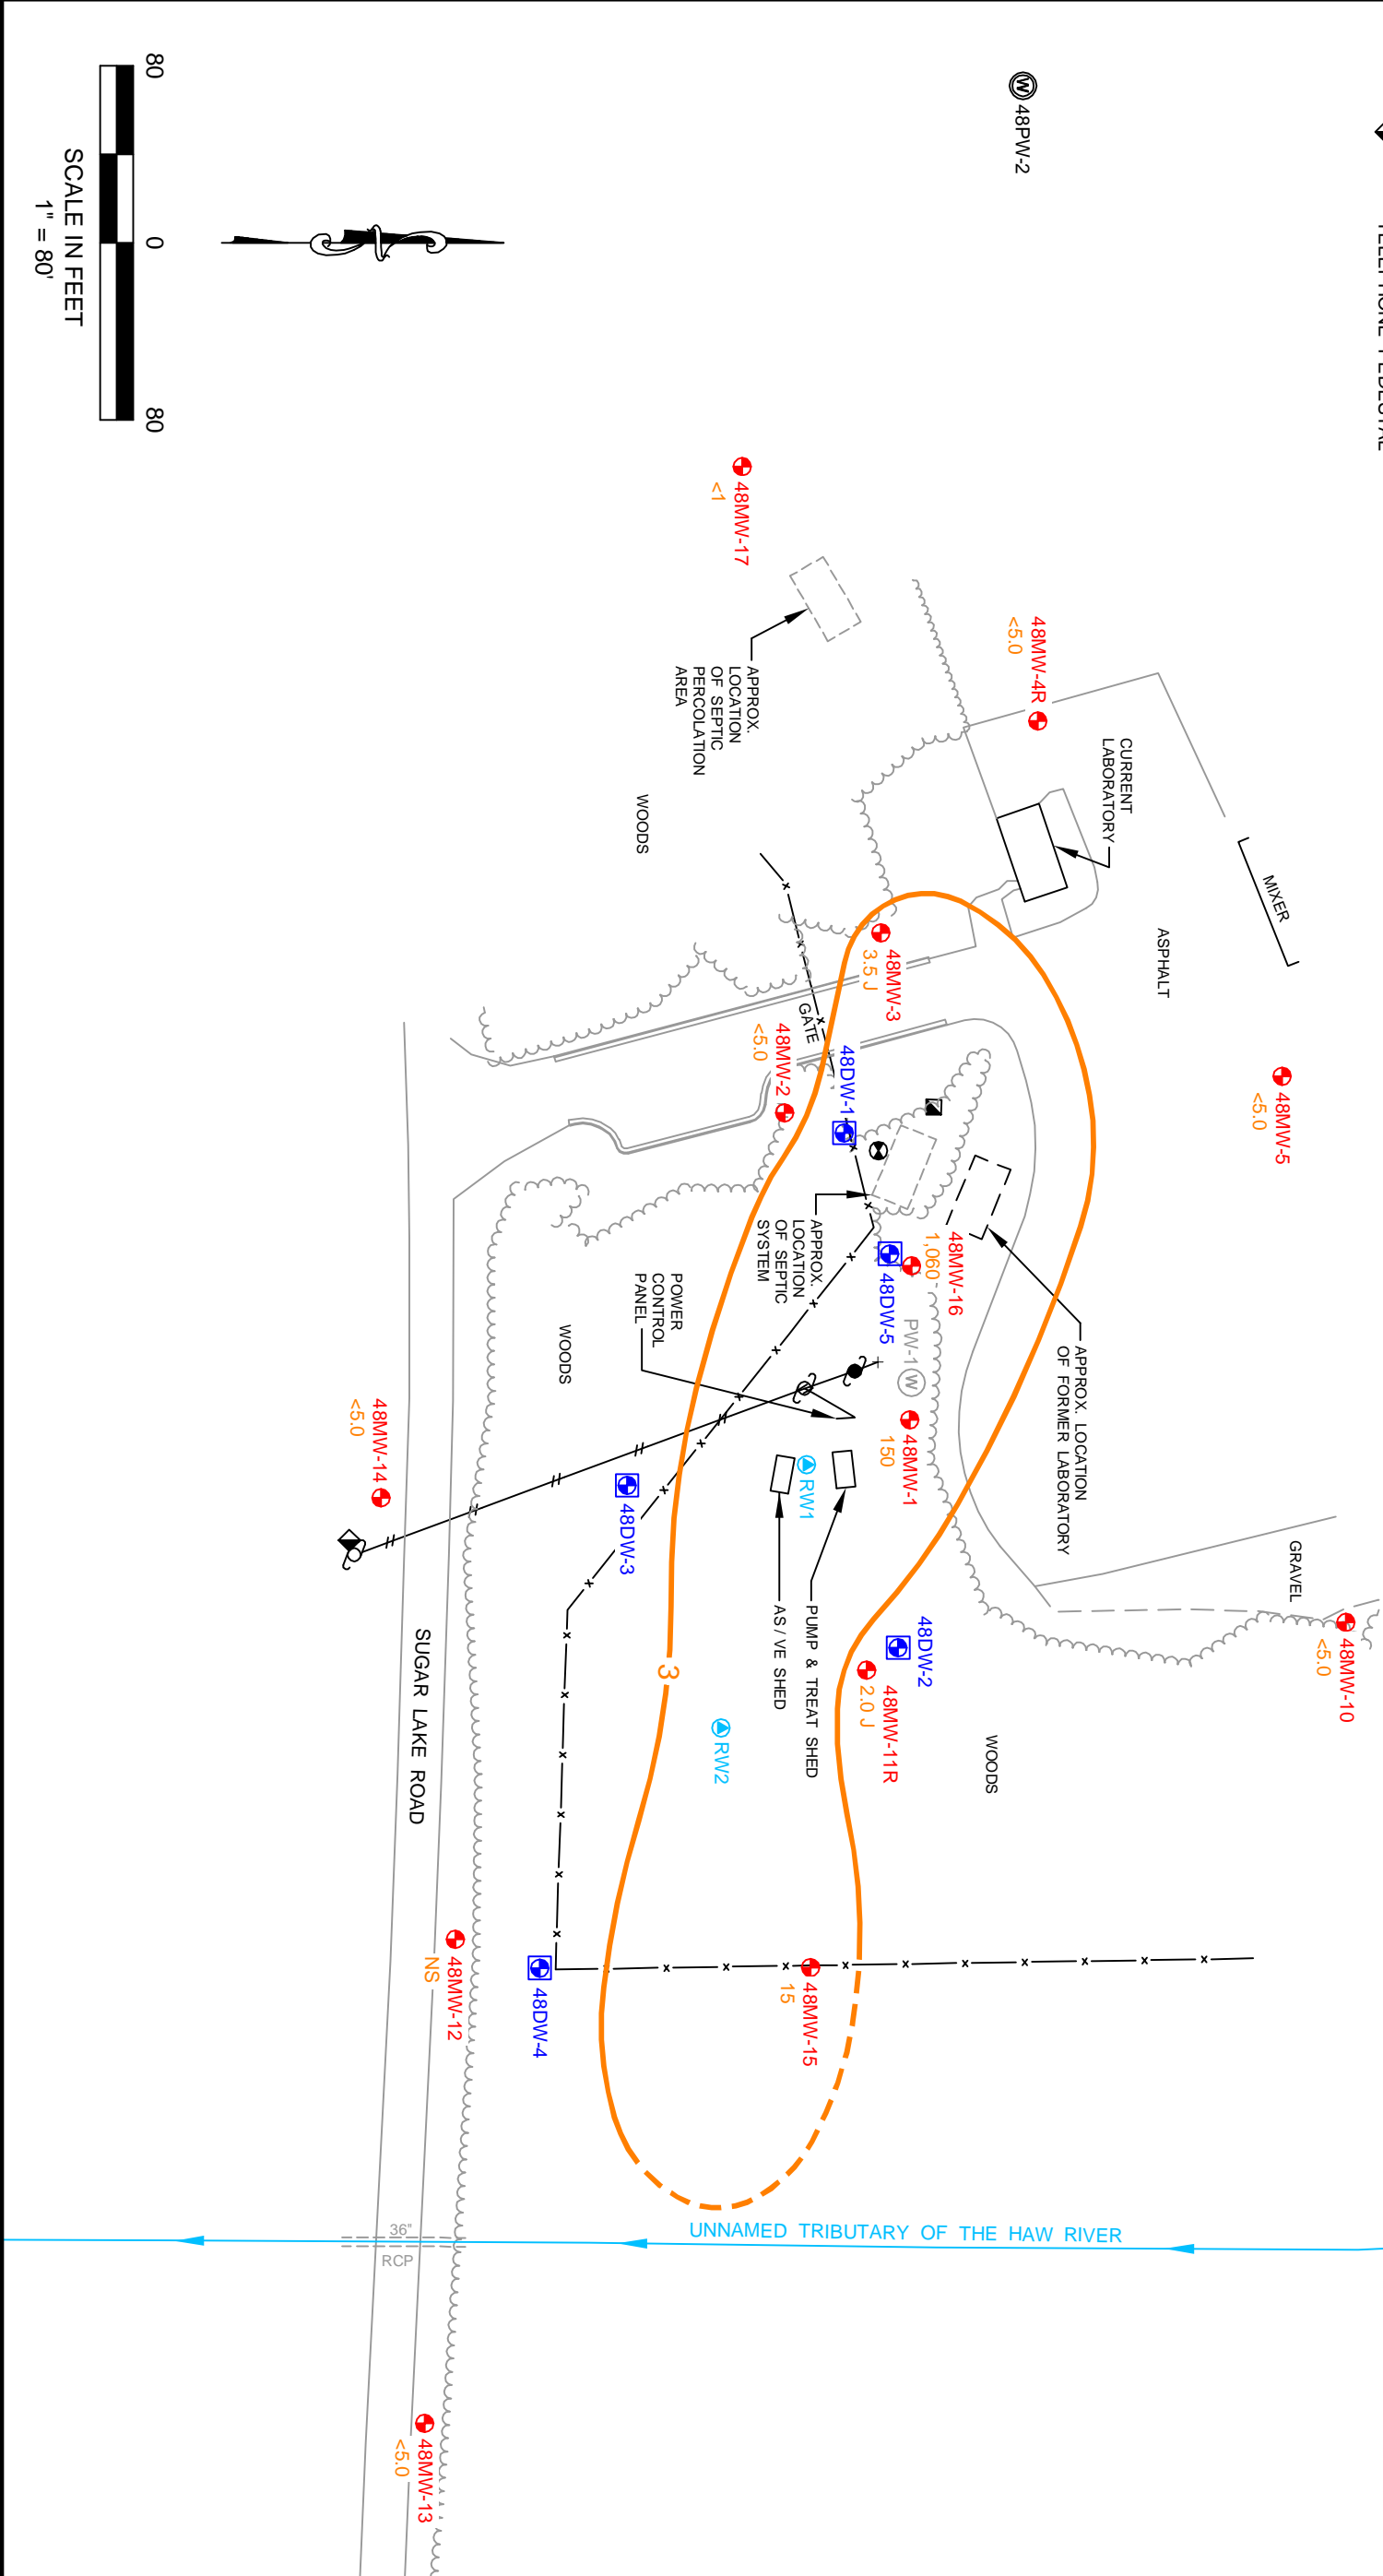 TELEPHONE PEDESTAL
48PW-2
80
0
80
SCALE IN FEET
1" = 80'
48MW-17
<1
48MW-4R
<5.0
APPROX.
LOCATION
OF SEPTIC
PERCOLATION
AREA
CURRENT
LABORATORY
WOODS
MIXER
ASPHALT
48MW-3
3.5 J
GATE
48MW-2
<5.0
48DW-1
48MW-5
<5.0
APPROX.
LOCATION
OF SEPTIC
SYSTEM
48MW-16
1,060
48DW-5
POWER
CONTROL
PANEL
PW-1
W
APPROX. LOCATION
OF FORMER LABORATORY
WOODS
48MW-14
<5.0
48MW-1
150
RW1
48DW-3
GRAVEL
PUMP & TREAT SHED
AS / VE SHED
48DW-2
48MW-10
<5.0
48MW-11R
2.0 J
3
SUGAR LAKE ROAD
RW2
WOODS
48MW-12
NS
48DW-4
48MW-15
15
UNNAMED TRIBUTARY OF THE HAW RIVER
36"
RCP
48MW-13
<5.0